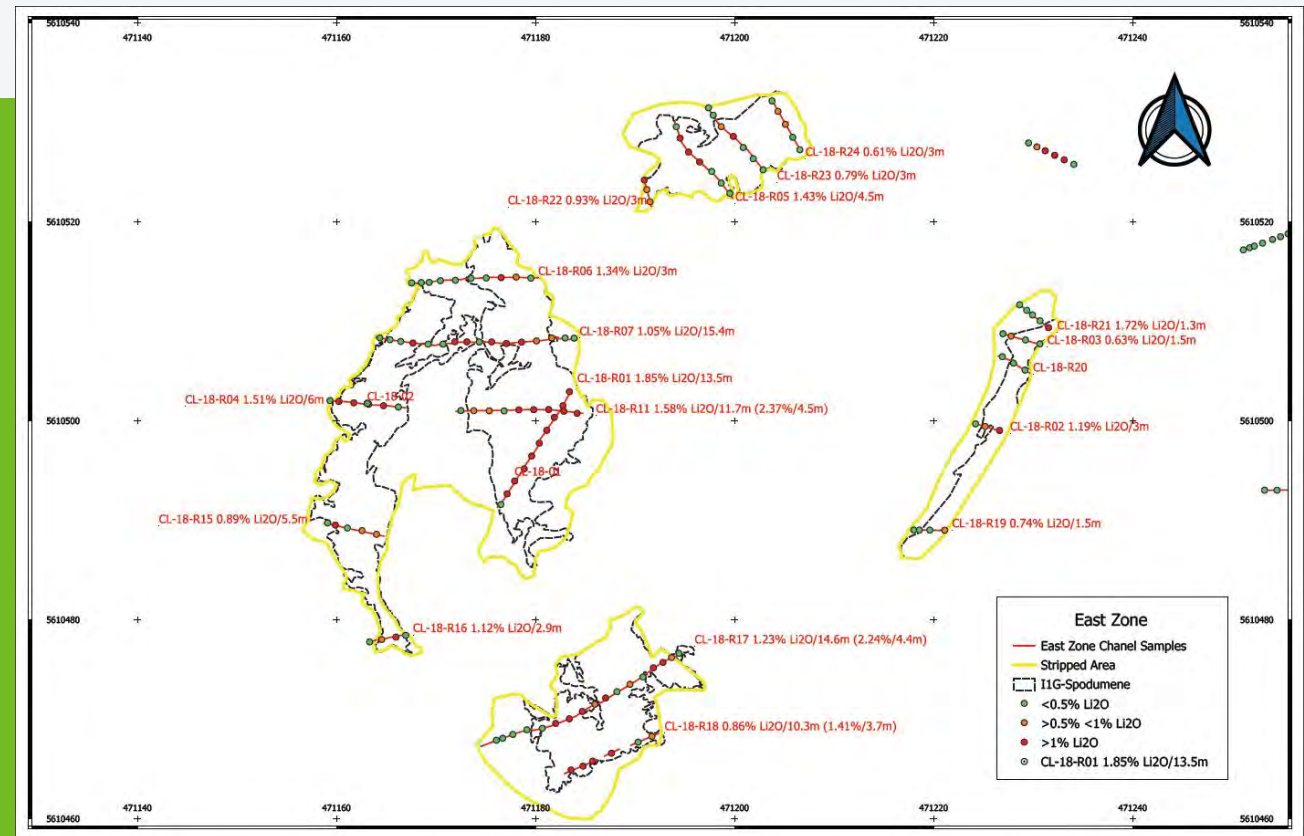 5610540 5610540
471140 471160 471180 471200 471220 471240
CL-18-R24 0.61% Li2O/3m
CL-18-R23 0.79% Li2O/3m
CL-18-R22 0.93% Li2O/3m
CL-18-R05 1.43% Li2O/4.5m
5610520 5610520
CL-18-R06 1.34% Li2O/3m
CL-18-R21 1.72% Li2O/1.3m
CL-18-R07 1.05% Li2O/15.4m
CL-18-R03 0.63% Li2O/1.5m
CL-18-R20
CL-18-R01 1.85% Li2O/13.5m
CL-18-R04 1.51% Li2O/6m
CL-18-02
CL-18-R11 1.58% Li2O/11.7m (2.37%/4.5m)
5610500 5610500
CL-18-R02 1.19% Li2O/3m
CL-18-01
CL-18-R15 0.89% Li2O/5.5m
CL-18-R19 0.74% Li2O/1.5m
5610480 5610480
CL-18-R16 1.12% Li2O/2.9m
CL-18-R17 1.23% Li2O/14.6m (2.24%/4.4m)
CL-18-R18 0.86% Li2O/10.3m (1.41%/3.7m)
East Zone
East Zone Chanel Samples
Stripped Area
I1G-Spodumene
<0.5% Li2O
>0.5% <1% Li2O
>1% Li2O
CL-18-R01 1.85% Li2O/13.5m
471140 471160 471180 471200 471220 471240
5610460 5610460